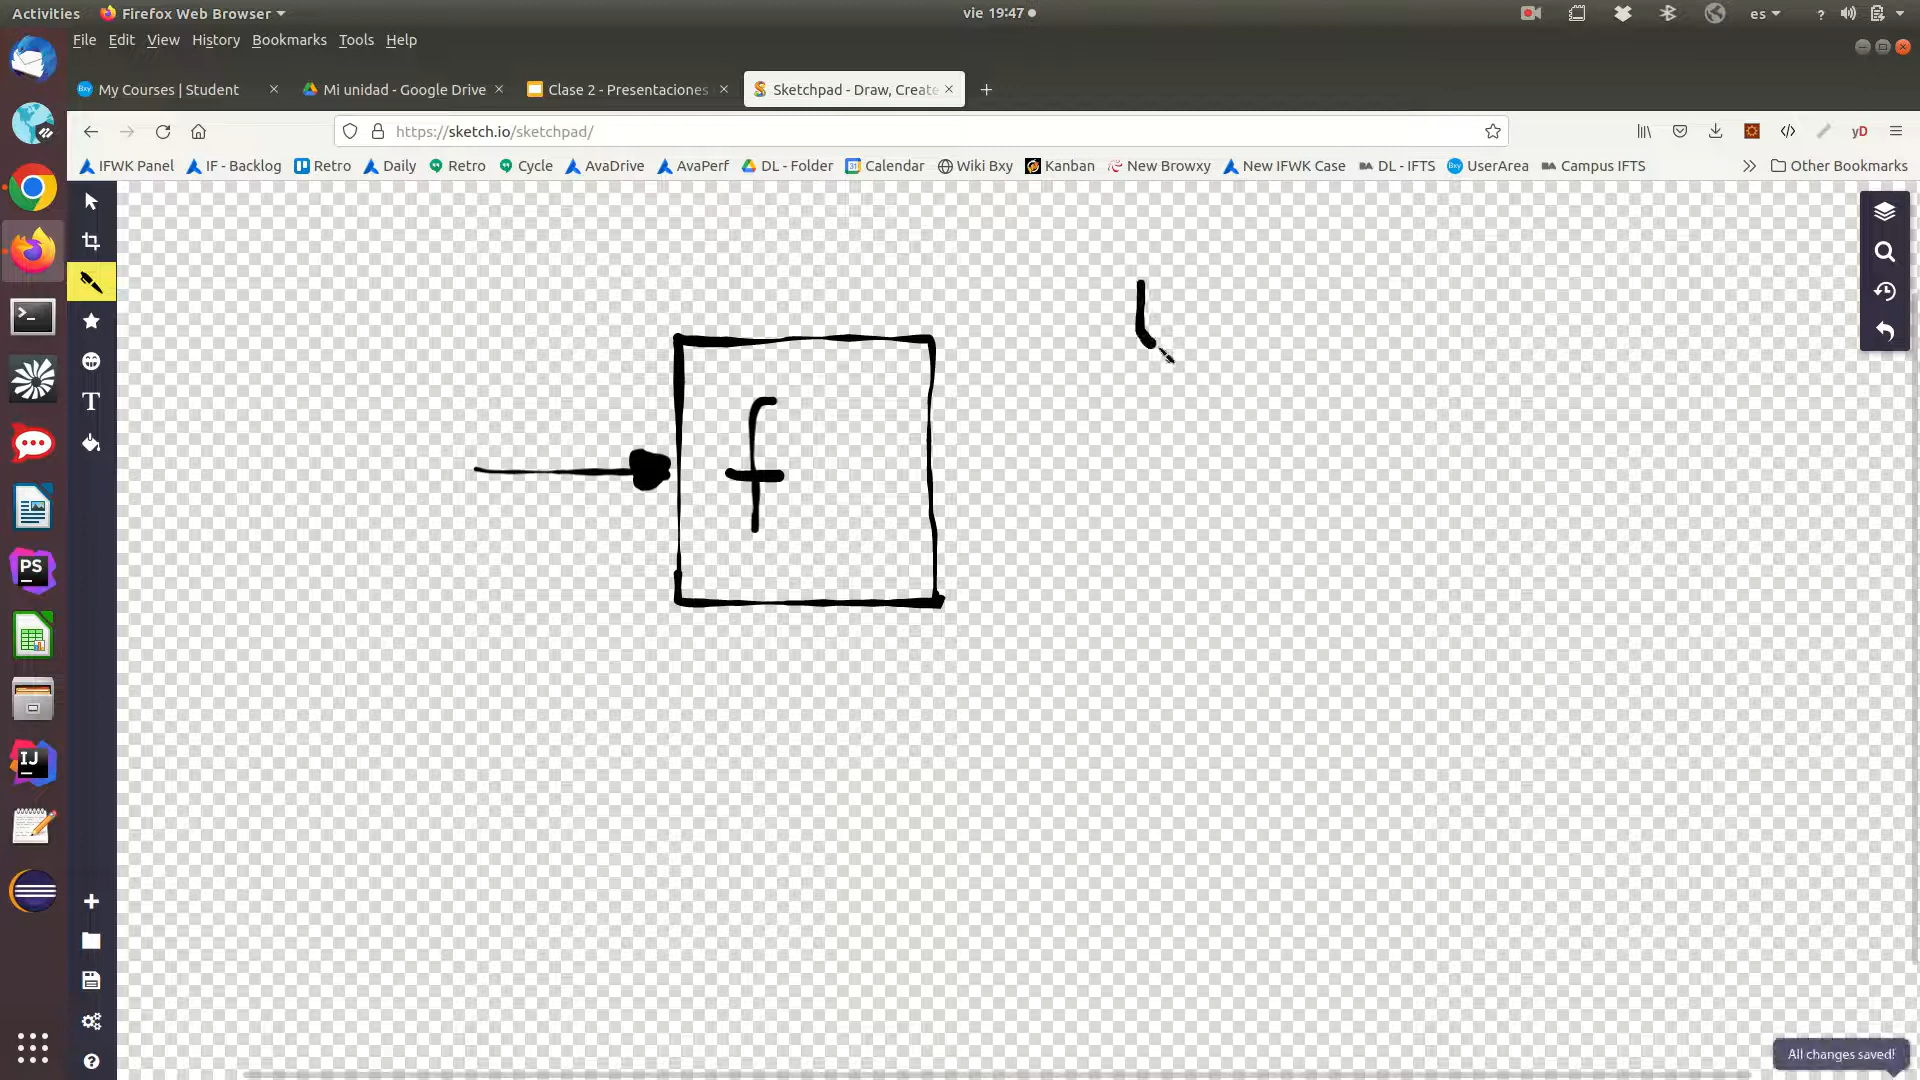 Activities Firefox Web Browser vie 19:47 es ?
File Edit View History Bookmarks Tools Help
My Courses | Student Mi unidad - Google Drive Clase 2 - Presentaciones Sketchpad - Draw, Create
https://sketch.io/sketchpad/ yD
IFWK Panel IF - Backlog Retro Daily Retro Cycle AvaDrive AvaPerf DL - Folder Calendar Wiki Bxy Kanban New Browxy New IFWK Case DL - IFTS UserArea Campus IFTS Other Bookmarks
T
f
PS
IJ
?
All changes saved!